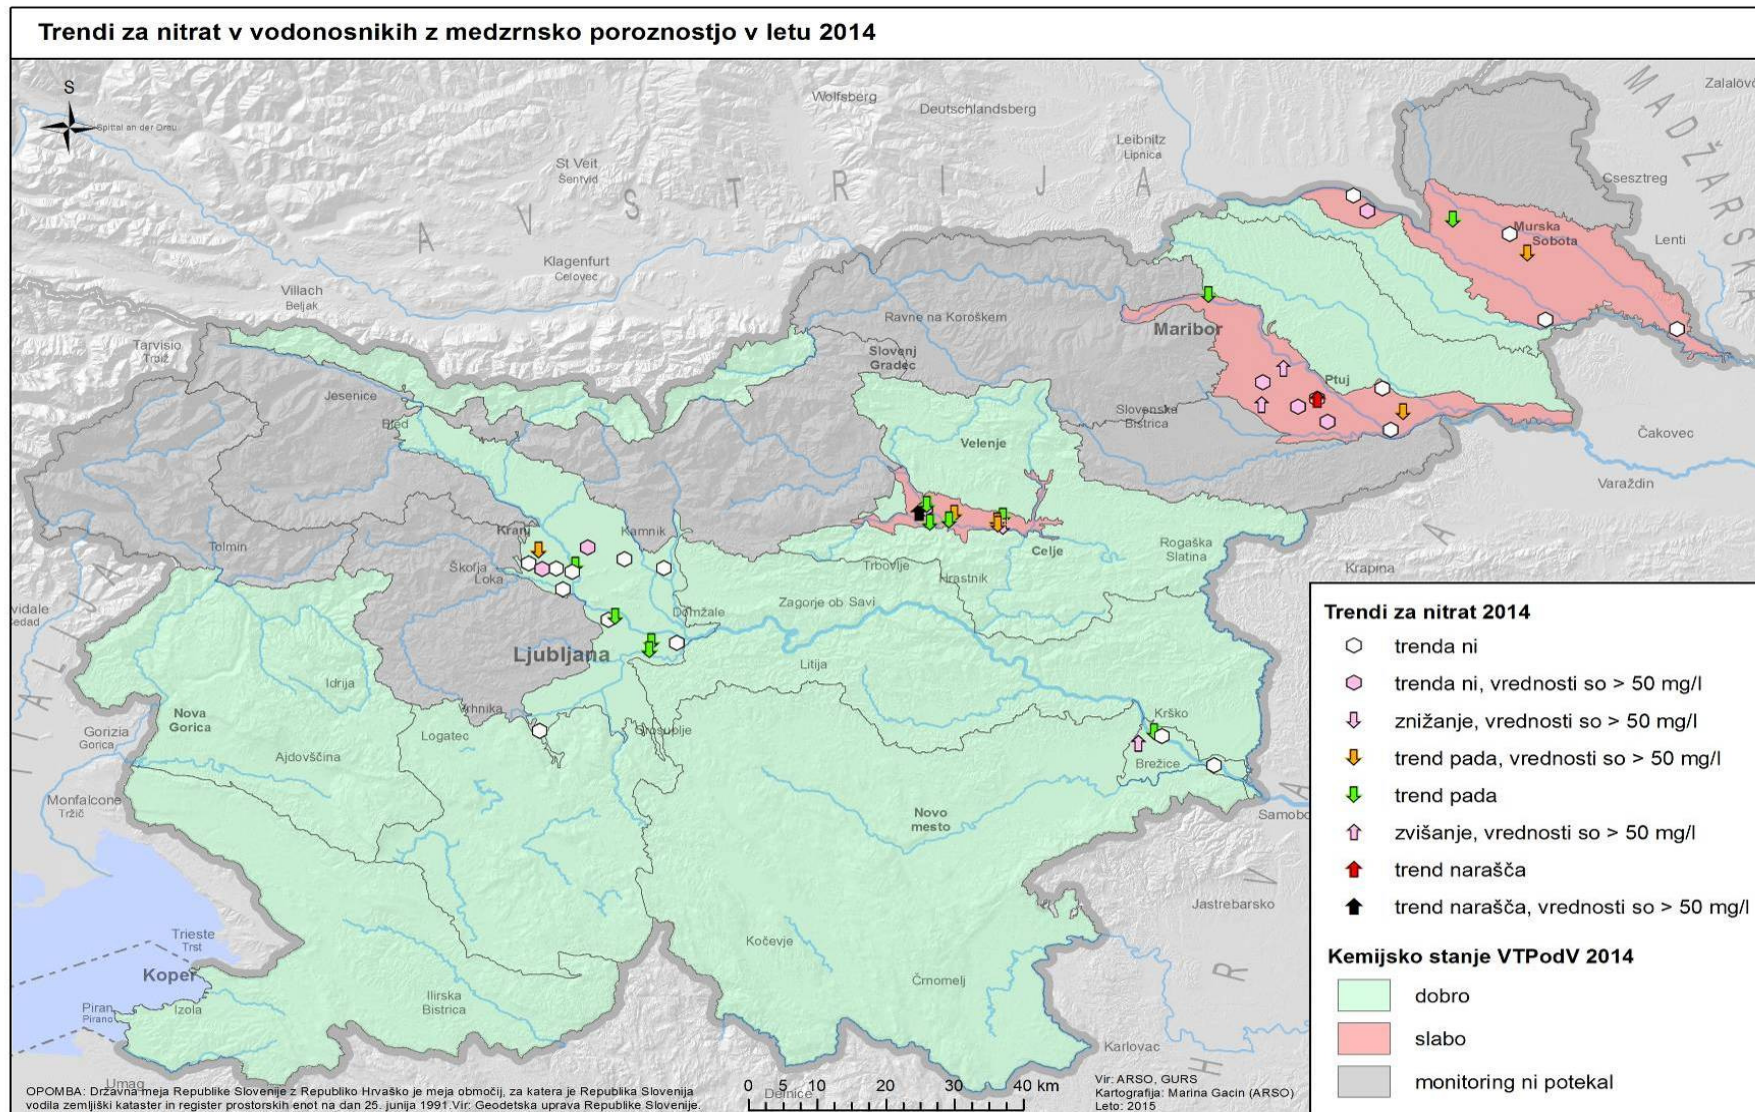 Trendi za nitrat v vodonosnikih z medzrnsko poroznostjo v letu 2014
S
Spittal an der Drau
Wolfsberg
Deutschlandsberg
Leibnitz
Lipnica
St Veit
Šentvid
AVSTRIJA
MADŽARSKA
Csesztreg
Lenti
Murska
Sobota
Klagenfurt
Celovec
Villach
Beljak
Ravne na Koroškem
Maribor
Tarvisio
Trbiž
Slovenj
Gradec
Jesenice
Bled
Ptuj
Slovenska
Bistrica
Velenje
Čakovec
Varaždin
Kranj
Kamnik
Tolmin
Škofja
Loka
Celje
Rogaška
Slatina
Trbovlje
Hrastnik
Krapina
Zagorje ob Savi
Domžale
Ljubljana
Litija
Idrija
Vrhnika
Nova
Gorica
Gorizia
Gorica
Logatec
Grosuplje
Krško
Ajdovščina
Brežice
Monfalcone
Tržič
Novo
mesto
Samobor
Jastrebarsko
Trieste
Trst
Koper
Kočevje
Črnomelj
Piran
Pirano
Izola
Ilirska
Bistrica
Karlovac
Umag
Delnice
Trendi za nitrat 2014
trenda ni
trenda ni, vrednosti so > 50 mg/l
znižanje, vrednosti so > 50 mg/l
trend pada, vrednosti so > 50 mg/l
trend pada
zvišanje, vrednosti so > 50 mg/l
trend narašča
trend narašča, vrednosti so > 50 mg/l
Kemijsko stanje VTPodV 2014
dobro
slabo
monitoring ni potekal
OPOMBA: Državna meja Republike Slovenije z Republiko Hrvaško je meja območij, za katera je Republika Slovenija
vodila zemljiški kataster in register prostorskih enot na dan 25. junija 1991.Vir: Geodetska uprava Republike Slovenije.
0 5 10 20 30 40 km
Vir: ARSO, GURS
Kartografija: Marina Gacin (ARSO)
Leto: 2015